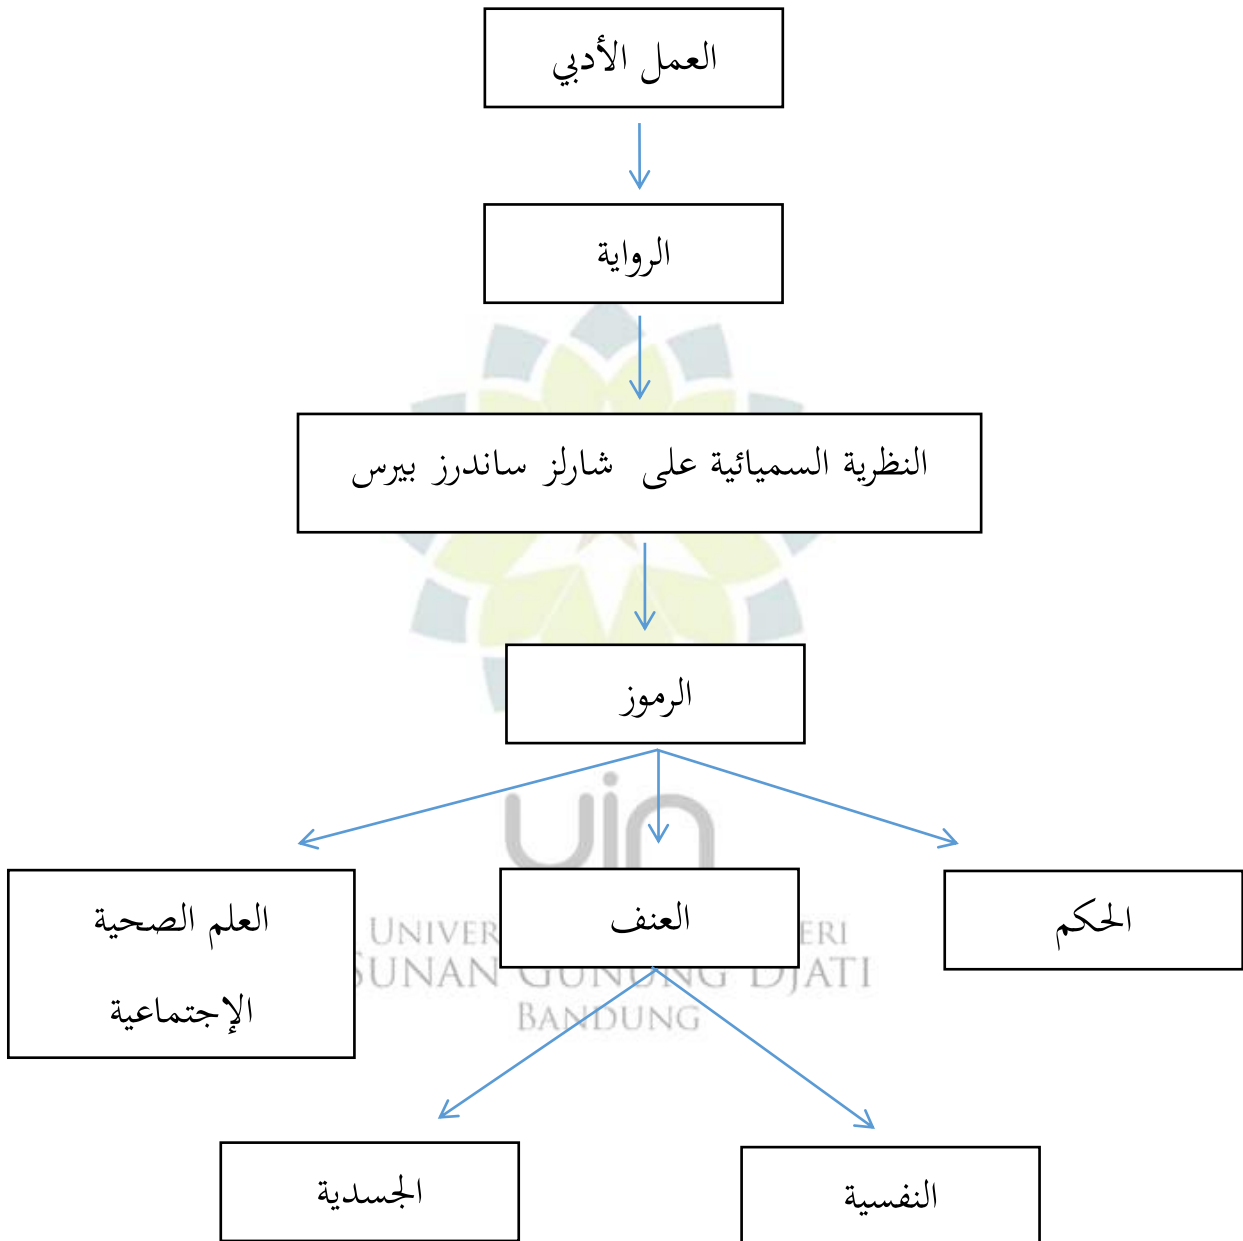 العمل الأدبي
الرواية
النظرية السميائية على شارلز ساندرز بيرس
الرموز
uin
الحكم
العنف
العلم الصحية
الإجتماعية
UNIVER ERI
SUNAN GUNUNG DJATI
BANDUNG
النفسية
الجسدية